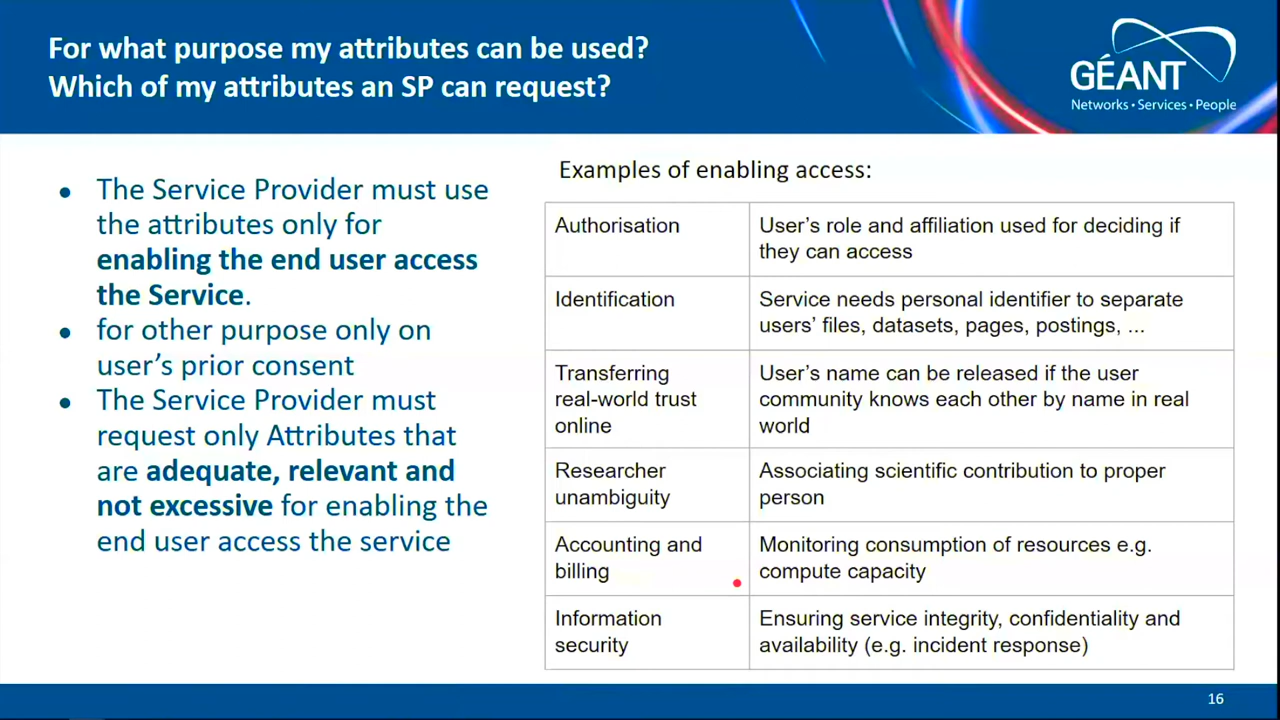 For what purpose my attributes can be used?
Which of my attributes an SP can request?
GÉANT
Networks • Services • People
• The Service Provider must use
the attributes only for
enabling the end user access
the Service.
• for other purpose only on
user’s prior consent
• The Service Provider must
request only Attributes that
are adequate, relevant and
not excessive for enabling the
end user access the service
Examples of enabling access:
Authorisation
User’s role and affiliation used for deciding if
they can access
Identification
Service needs personal identifier to separate
users’ files, datasets, pages, postings, ...
Transferring
real-world trust
online
User’s name can be released if the user
community knows each other by name in real
world
Researcher
unambiguity
Associating scientific contribution to proper
person
Accounting and
billing
Monitoring consumption of resources e.g.
compute capacity
Information
security
Ensuring service integrity, confidentiality and
availability (e.g. incident response)
16